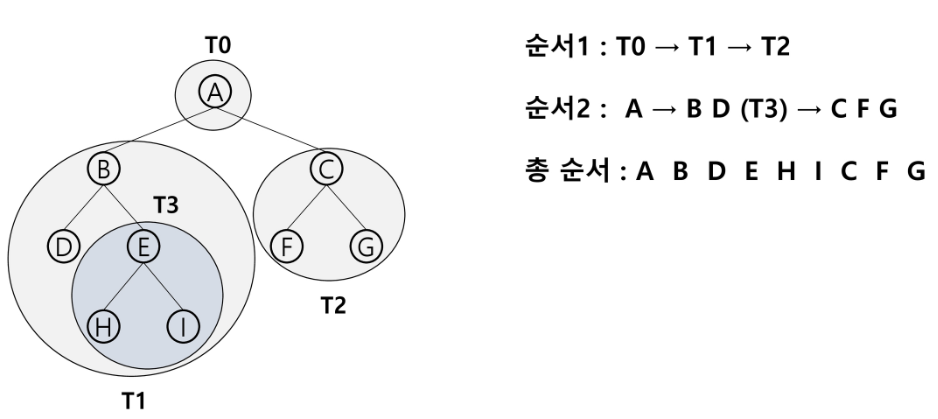 T0
A
B
C
T3
D
E
F
G
H
I
T2
T1
순서1 : T0 → T1 → T2
순서2 : A → B D (T3) → C F G
총 순서 : A B D E H I C F G